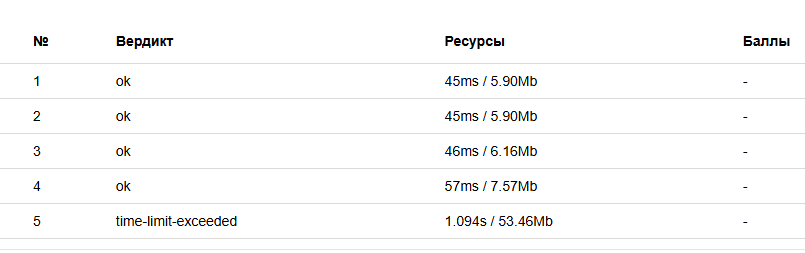 № Вердикт Ресурсы Баллы
1 ok 45ms / 5.90Mb -
2 ok 45ms / 5.90Mb -
3 ok 46ms / 6.16Mb -
4 ok 57ms / 7.57Mb -
5 time-limit-exceeded 1.094s / 53.46Mb -